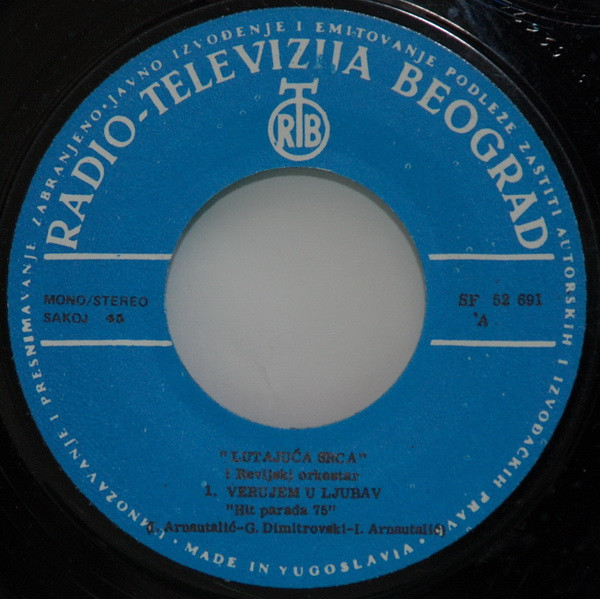 UMNOZAVANJE I PRESNIMAVANJE ZABRANJENO · JAVNO IZVOĐENJE I EMITOVANJE PODLEŽE ZAŠTITI AUTORSKIH I IZVOĐAČKIH PRAVA
RADIO-TELEVIZIJA BEOGRAD
RTB
MONO/STEREO
SAKOJ 45
SF 52 691
A
"LUTAJUĆA SRCA"
i Revijski orkestar
1. VERUJEM U LJUBAV
"Hit parada 75"
(I. Arnautalić-G. Dimitrovski-I. Arnautalić)
· MADE IN YUGOSLAVIA ·